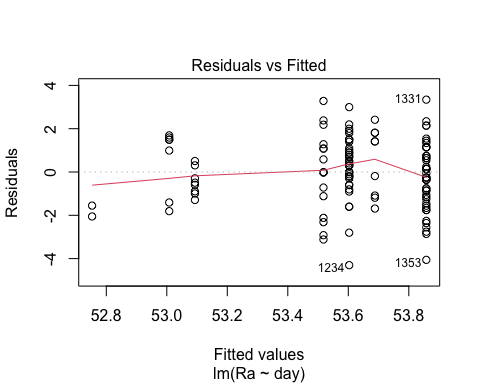 Residuals vs Fitted
Residuals
4
2
0
-2
-4
1331
1234
1353
52.8 53.0 53.2 53.4 53.6 53.8
Fitted values
lm(Ra ~ day)